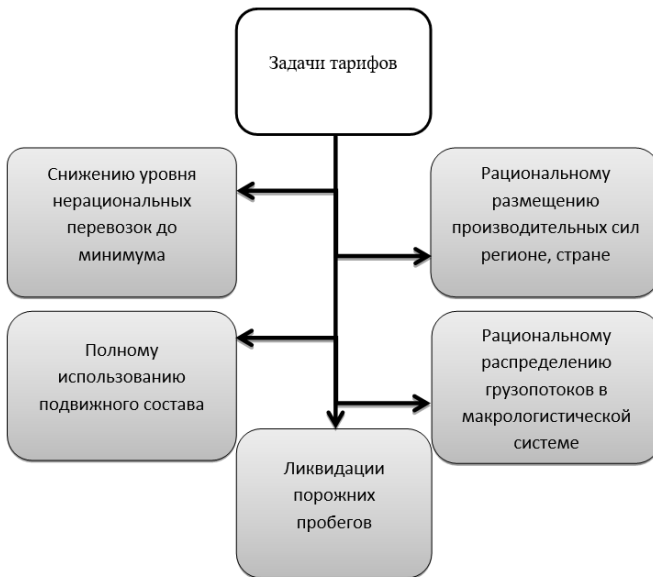 Задачи тарифов
Снижению уровня
нерациональных
перевозок до
минимума
Рациональному
размещению
производительных сил
регионе, стране
Полному
использованию
подвижного состава
Рациональному
распределению
грузопотоков в
макрологистической
системе
Ликвидации
порожних
пробегов